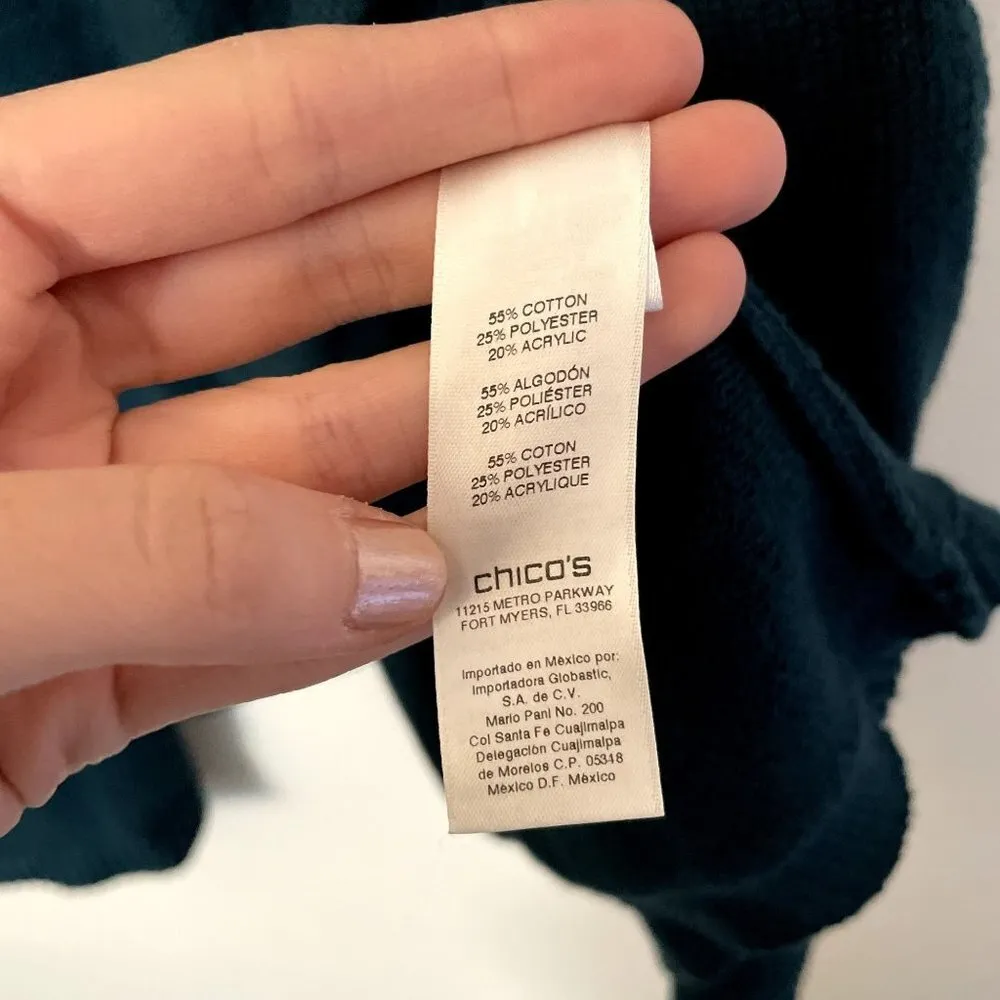 55% COTTON
25% POLYESTER
20% ACRYLIC
55% ALGODÓN
25% POLIÉSTER
20% ACRÍLICO
55% COTON
25% POLYESTER
20% ACRYLIQUE
chico's
11215 METRO PARKWAY
FORT MYERS, FL 33966
Importado en México por:
Importadora Globastic,
S.A. de C.V.
Mario Pani No. 200
Col Santa Fe Cuajimalpa
Delegación Cuajimalpa
de Morelos C.P. 05348
México D.F. México